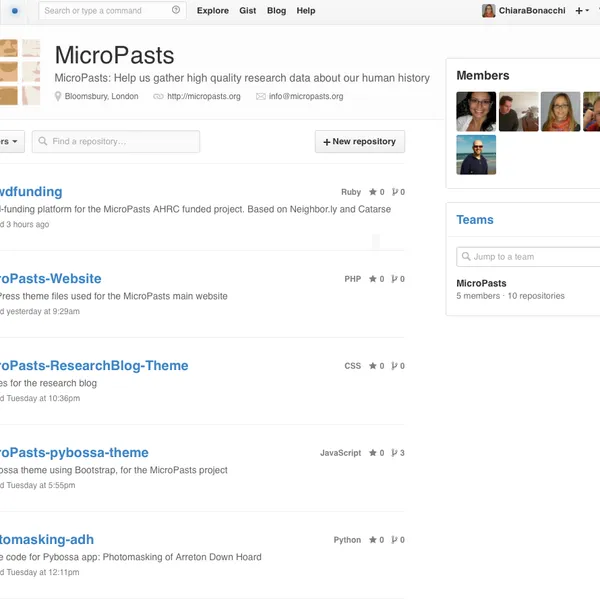 Search or type a command
Explore Gist Blog Help
ChiaraBonacchi
MicroPasts
MicroPasts: Help us gather high quality research data about our human history
Bloomsbury, London http://micropasts.org info@micropasts.org
Find a repository…
New repository
wdfunding
Ruby 0 0
-funding platform for the MicroPasts AHRC funded project. Based on Neighbor.ly and Catarse
d 3 hours ago
roPasts-Website
PHP 0 0
Press theme files used for the MicroPasts main website
d yesterday at 9:29am
roPasts-ResearchBlog-Theme
CSS 0 0
es for the research blog
d Tuesday at 10:36pm
roPasts-pybossa-theme
JavaScript 0 3
ossa theme using Bootstrap, for the MicroPasts project
d Tuesday at 5:55pm
tomasking-adh
Python 0 0
e code for Pybossa app: Photomasking of Arreton Down Hoard
d Tuesday at 12:11pm
Members
Teams
Jump to a team
MicroPasts
5 members · 10 repositories